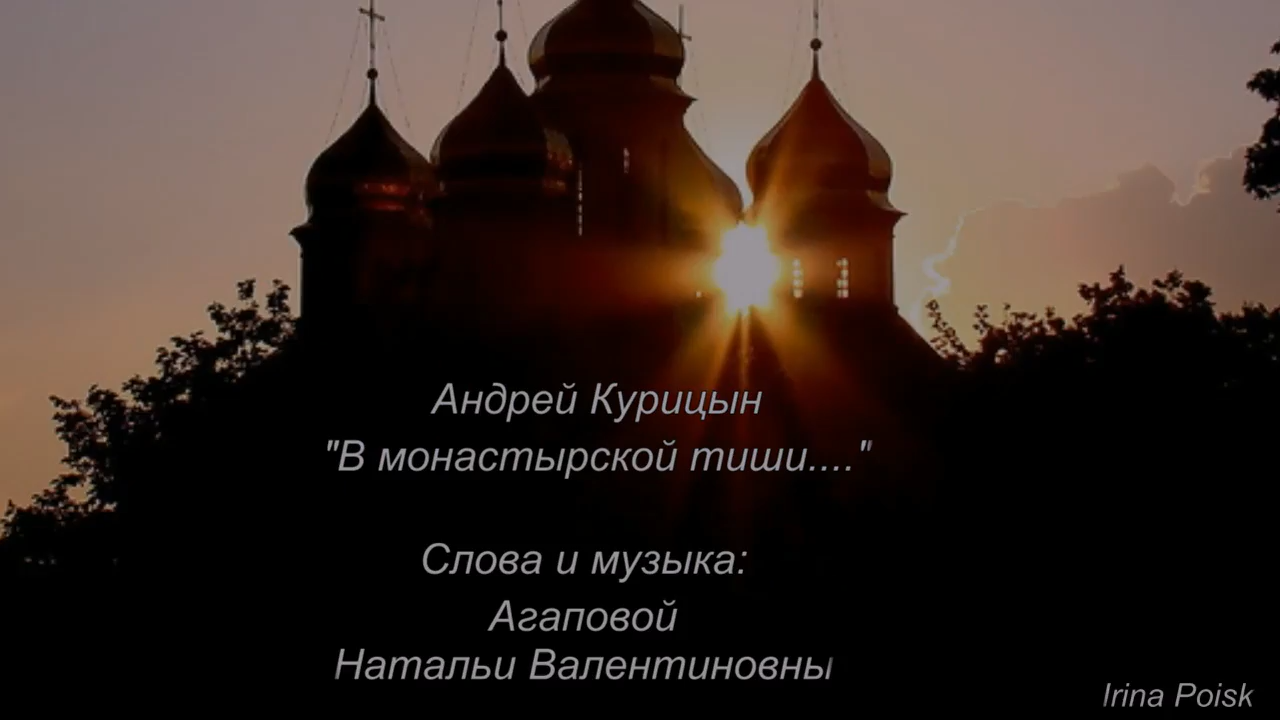 Андрей Курицын
"В монастырской тиши...."
Слова и музыка:
Агаповой
Натальи Валентиновны
Irina Poisk